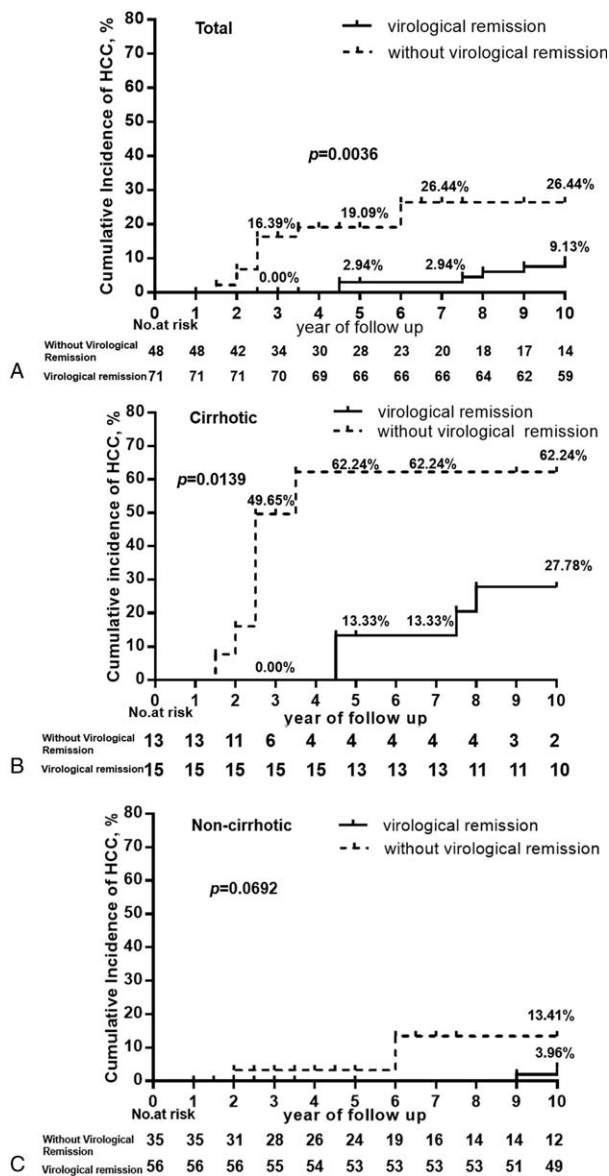 80
Total
virological remission
70
without virological remission
60
50
40
p=0.0036
30
26.44%
26.44%
19.09%
20
16.39%
10
9.13%
2.94%
2.94%
0.00%
0
Cumulative Incidence of HCC, %
0 1 2 3 4 5 6 7 8 9 10
No.at risk
year of follow up
Without Virological
Remission
48 48 42 34 30 28 23 20 18 17 14
A
Virological remission
71 71 71 70 69 66 66 66 64 62 59
80
Cirrhotic
virological remission
70
without virological remission
62.24%
62.24%
62.24%
60
p=0.0139
49.65%
50
40
30
27.78%
20
13.33%
13.33%
10
0.00%
0
Cumulative incidence of HCC, %
0 1 2 3 4 5 6 7 8 9 10
No.at risk
year of follow up
Without Virological
Remission
13 13 11 6 4 4 4 4 4 3 2
B
Virological remission
15 15 15 15 15 13 13 13 11 11 10
80
Non-cirrhotic
virological remission
70
without virological remission
60
p=0.0692
50
40
30
20
13.41%
10
3.96%
0
Cumulative Incidence of HCC, %
0 1 2 3 4 5 6 7 8 9 10
No.at risk
year of follow up
Without Virological
Remission
35 35 31 28 26 24 19 16 14 14 12
C
Virological remission
56 56 56 55 54 53 53 53 53 51 49